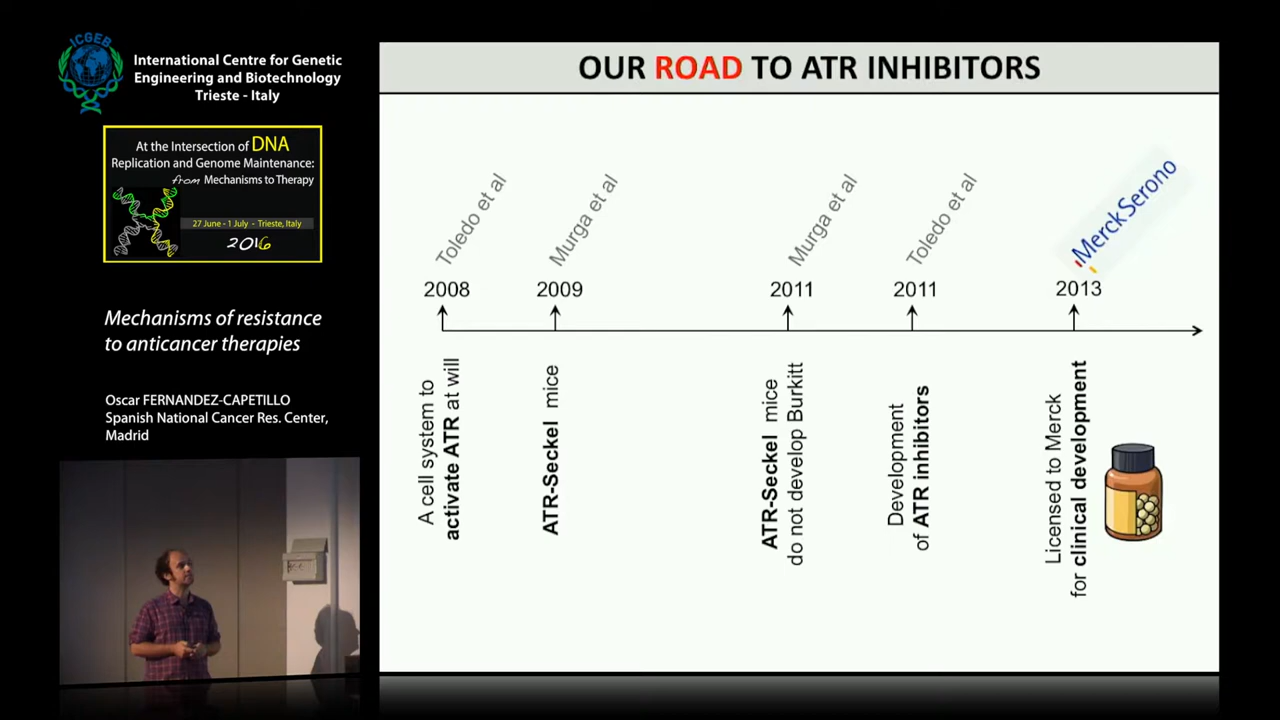 ICGEB
International Centre for Genetic
Engineering and Biotechnology
Trieste - Italy
At the Intersection of DNA
Replication and Genome Maintenance:
from Mechanisms to Therapy
27 June - 1 July - Trieste, Italy
2016
Mechanisms of resistance
to anticancer therapies
Oscar FERNANDEZ-CAPETILLO
Spanish National Cancer Res. Center,
Madrid
OUR ROAD TO ATR INHIBITORS
Toledo et al
Murga et al
Murga et al
Toledo et al
MerckSerono
2008
2009
2011
2011
2013
A cell system to
activate ATR at will
ATR-Seckel mice
ATR-Seckel mice
do not develop Burkitt
Development
of ATR inhibitors
Licensed to Merck
for clinical development